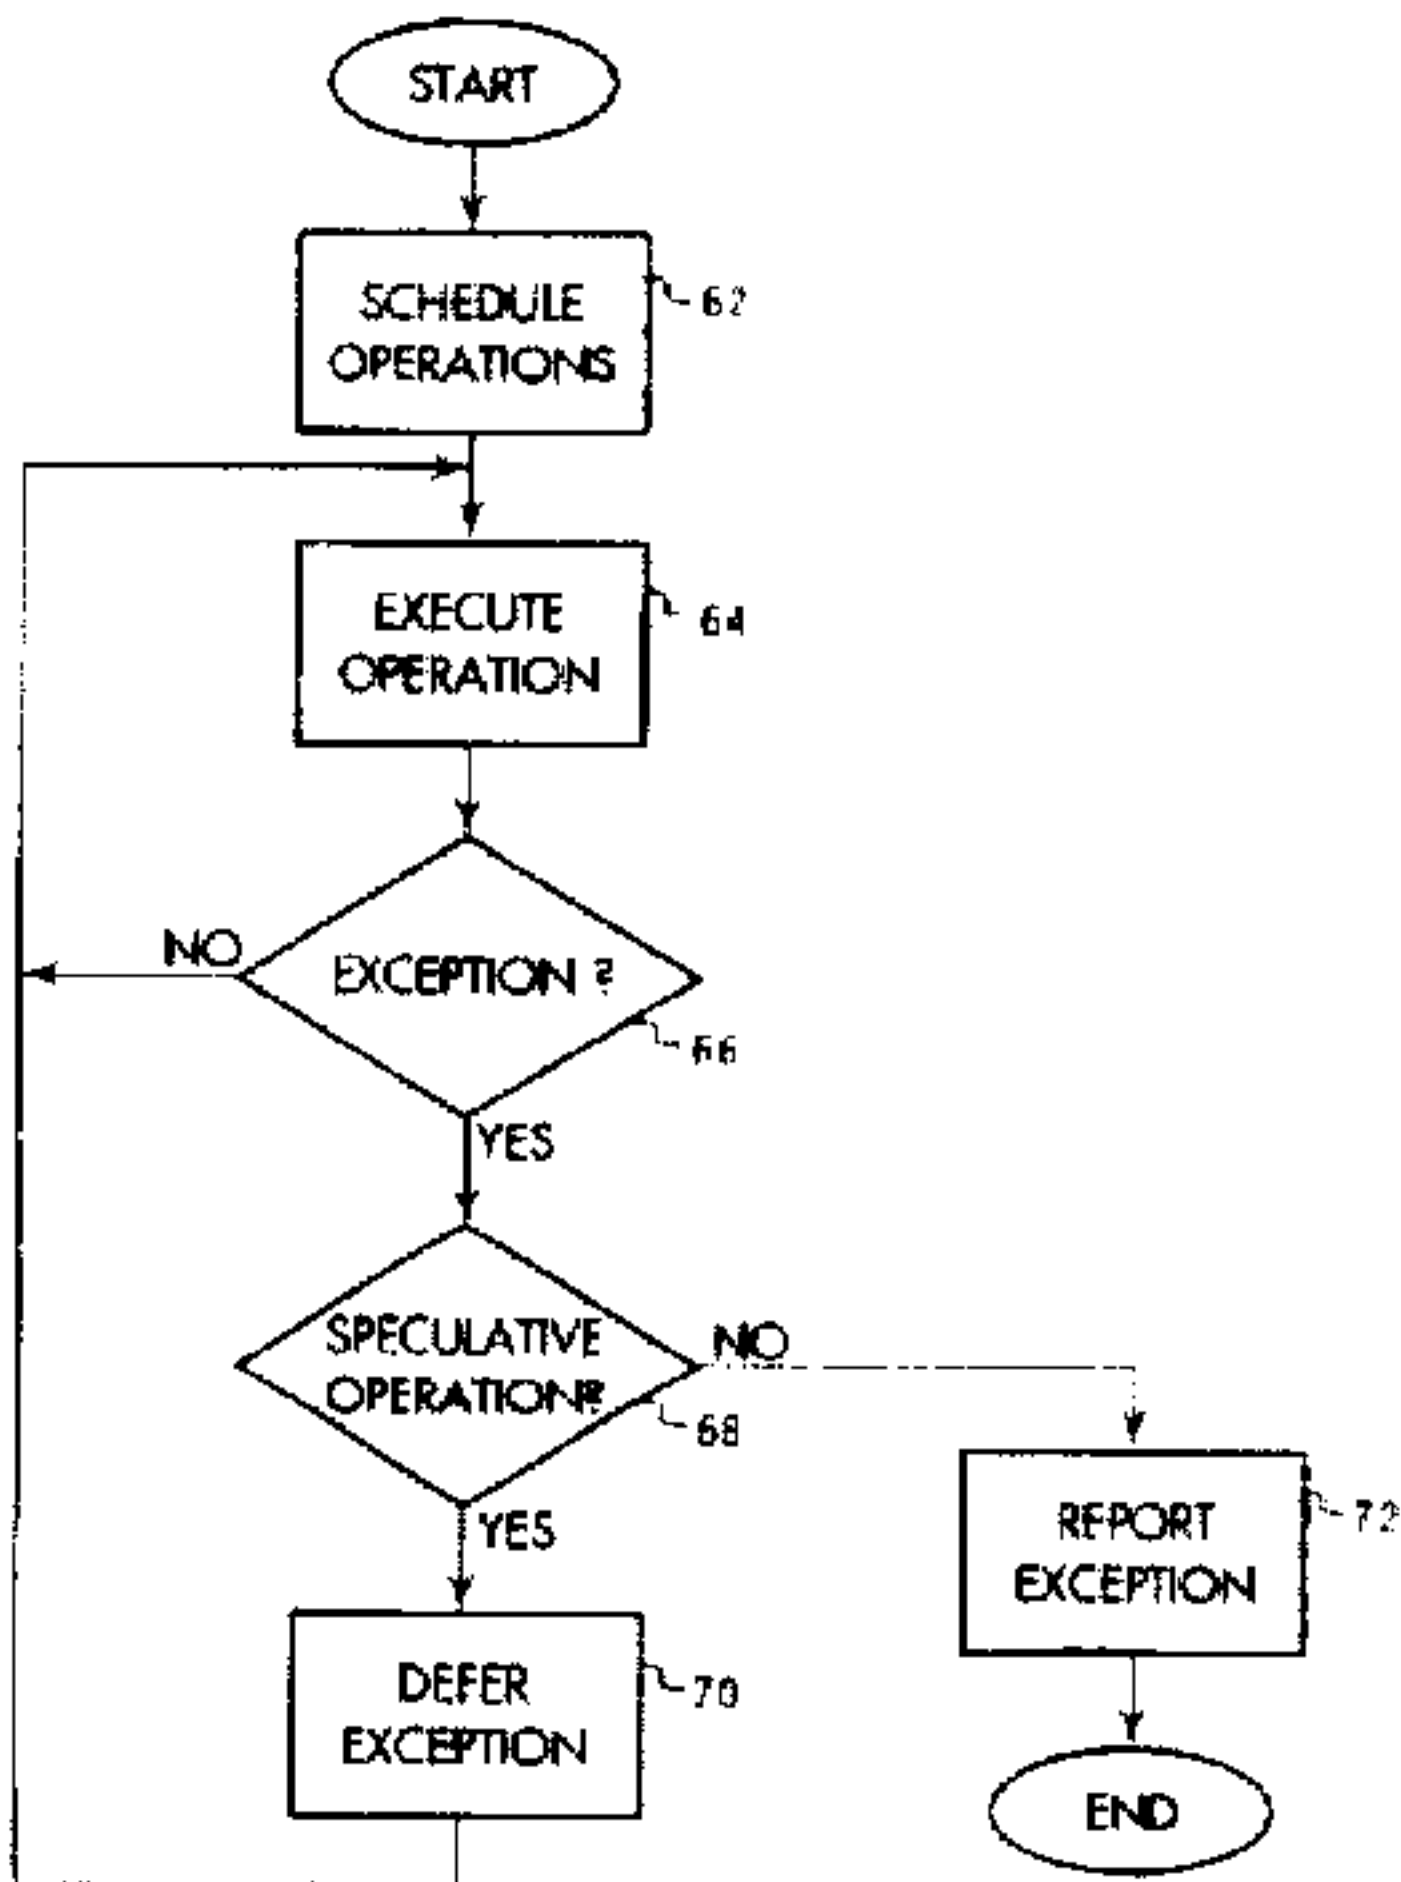 START
SCHEDULE
OPERATIONS
62
EXECUTE
OPERATION
64
NO
EXCEPTION ?
66
YES
SPECULATIVE
OPERATION?
NO
68
YES
REPORT
EXCEPTION
72
DEFER
EXCEPTION
70
END